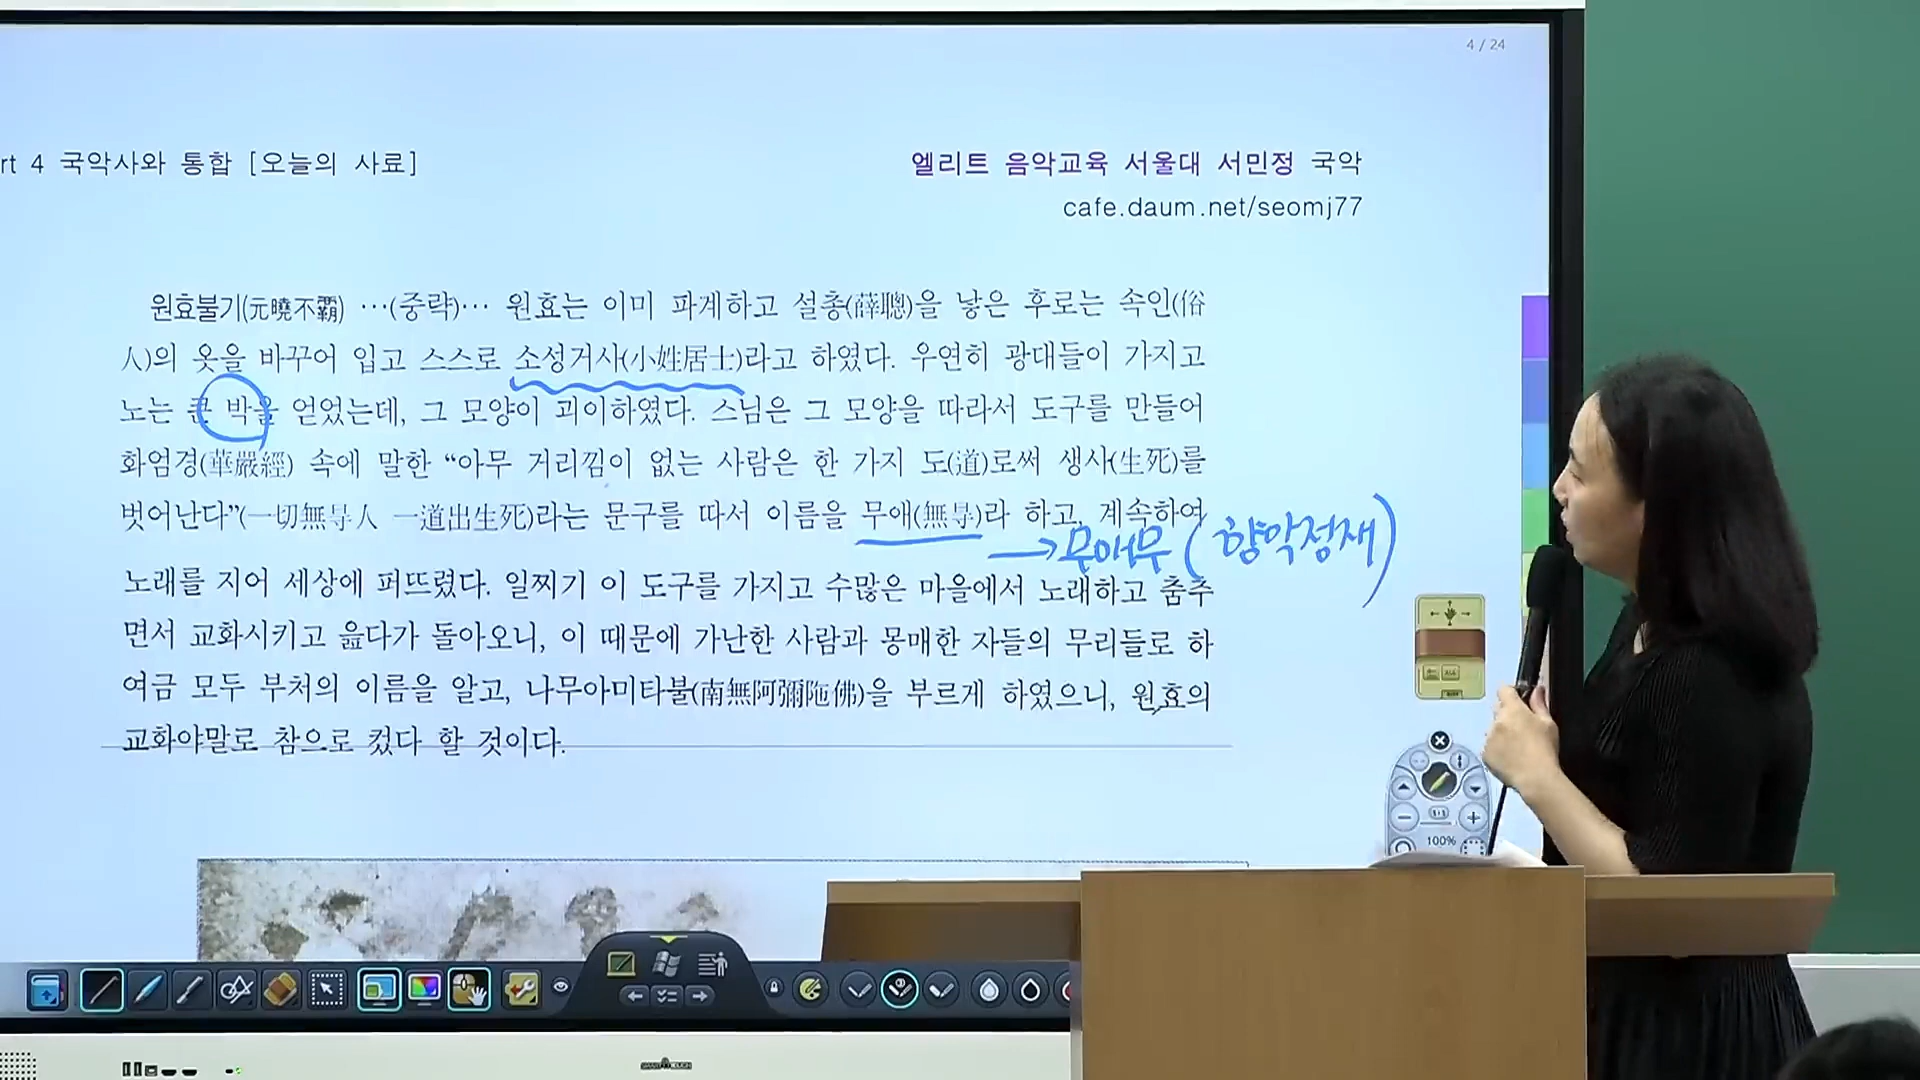 4 / 24
rt 4 국악사와 통합 [오늘의 사료]
엘리트 음악교육 서울대 서민정 국악
cafe.daum.net/seomj77
원효불기(元曉不覇) …(중략)… 원효는 이미 파계하고 설총(薛聰)을 낳은 후로는 속인(俗
人)의 옷을 바꾸어 입고 스스로 소성거사(小姓居士)라고 하였다. 우연히 광대들이 가지고
노는 큰 박을 얻었는데, 그 모양이 괴이하였다. 스님은 그 모양을 따라서 도구를 만들어
화엄경(華嚴經) 속에 말한 “아무 거리낌이 없는 사람은 한 가지 도(道)로써 생사(生死)를
벗어난다”(一切無㝵人 一道出生死)라는 문구를 따서 이름을 무애(無㝵)라 하고, 계속하여
→무애무 (향악정재)
노래를 지어 세상에 퍼뜨렸다. 일찌기 이 도구를 가지고 수많은 마을에서 노래하고 춤추
면서 교화시키고 읊다가 돌아오니, 이 때문에 가난한 사람과 몽매한 자들의 무리들로 하
여금 모두 부처의 이름을 알고, 나무아미타불(南無阿彌陁佛)을 부르게 하였으니, 원효의
교화야말로 참으로 컸다 할 것이다.
100%